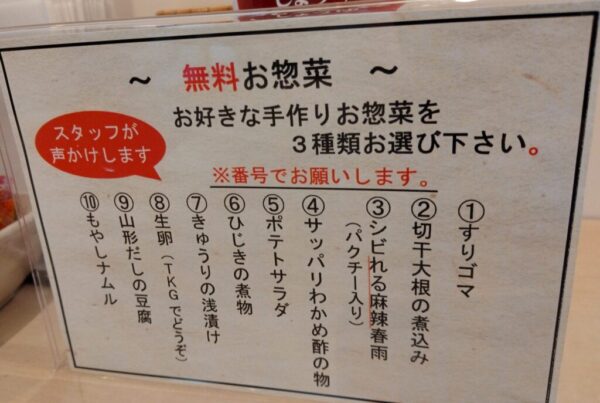 ～ 無料お惣菜 ～
お好きな手作りお惣菜を
３種類お選び下さい。
スタッフが
声かけします
※番号でお願いします。
①すりゴマ
②切干大根の煮込み
③シビれる麻辣春雨
（パクチー入り）
④サッパリわかめ酢の物
⑤ポテトサラダ
⑥ひじきの煮物
⑦きゅうりの浅漬け
⑧生卵（TKGでどうぞ）
⑨山形だしの豆腐
⑩もやしナムル